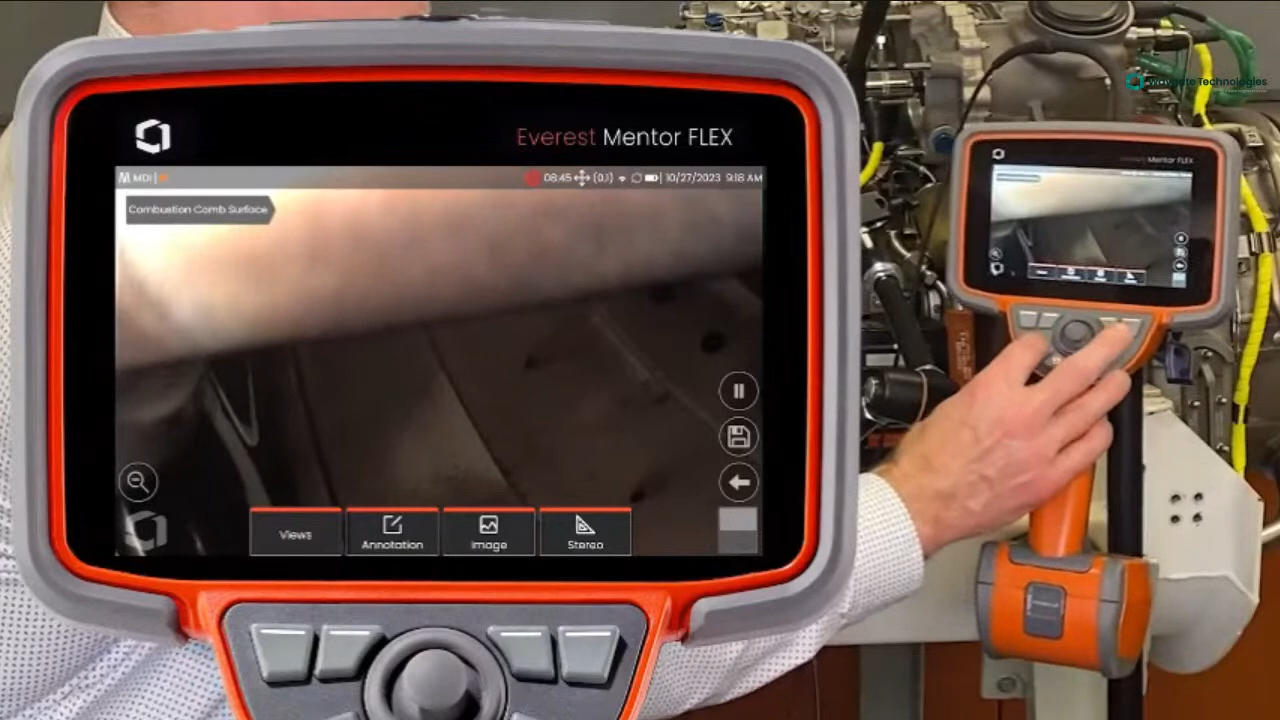 Waygate Technologies
Everest Mentor FLEX
MDI
08:45 (0,1) 10/27/2023 9:18 AM
Combustion Comb Surface
Views
Annotation
Image
Stereo
Mentor FLEX